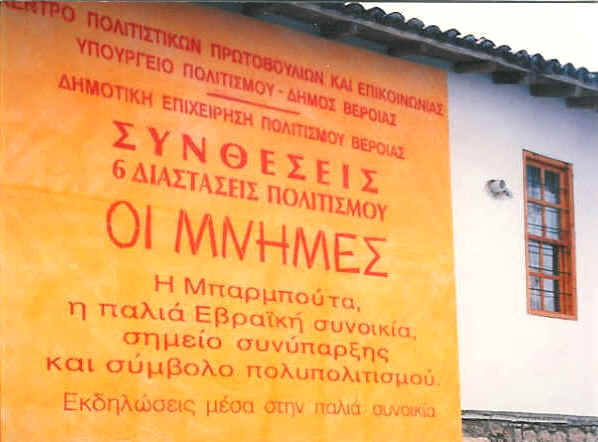 ΚΕΝΤΡΟ ΠΟΛΙΤΙΣΤΙΚΩΝ ΠΡΩΤΟΒΟΥΛΙΩΝ ΚΑΙ ΕΠΙΚΟΙΝΩΝΙΑΣ
ΥΠΟΥΡΓΕΙΟ ΠΟΛΙΤΙΣΜΟΥ - ΔΗΜΟΣ ΒΕΡΟΙΑΣ
ΔΗΜΟΤΙΚΗ ΕΠΙΧΕΙΡΗΣΗ ΠΟΛΙΤΙΣΜΟΥ ΒΕΡΟΙΑΣ
ΣΥΝΘΕΣΕΙΣ
6 ΔΙΑΣΤΑΣΕΙΣ ΠΟΛΙΤΙΣΜΟΥ
ΟΙ ΜΝΗΜΕΣ
Η Μπαρμπούτα,
η παλιά Εβραϊκή συνοικία,
σημείο συνύπαρξης
και σύμβολο πολυπολιτισμού.
Εκδηλώσεις μέσα στην παλιά συνοικία